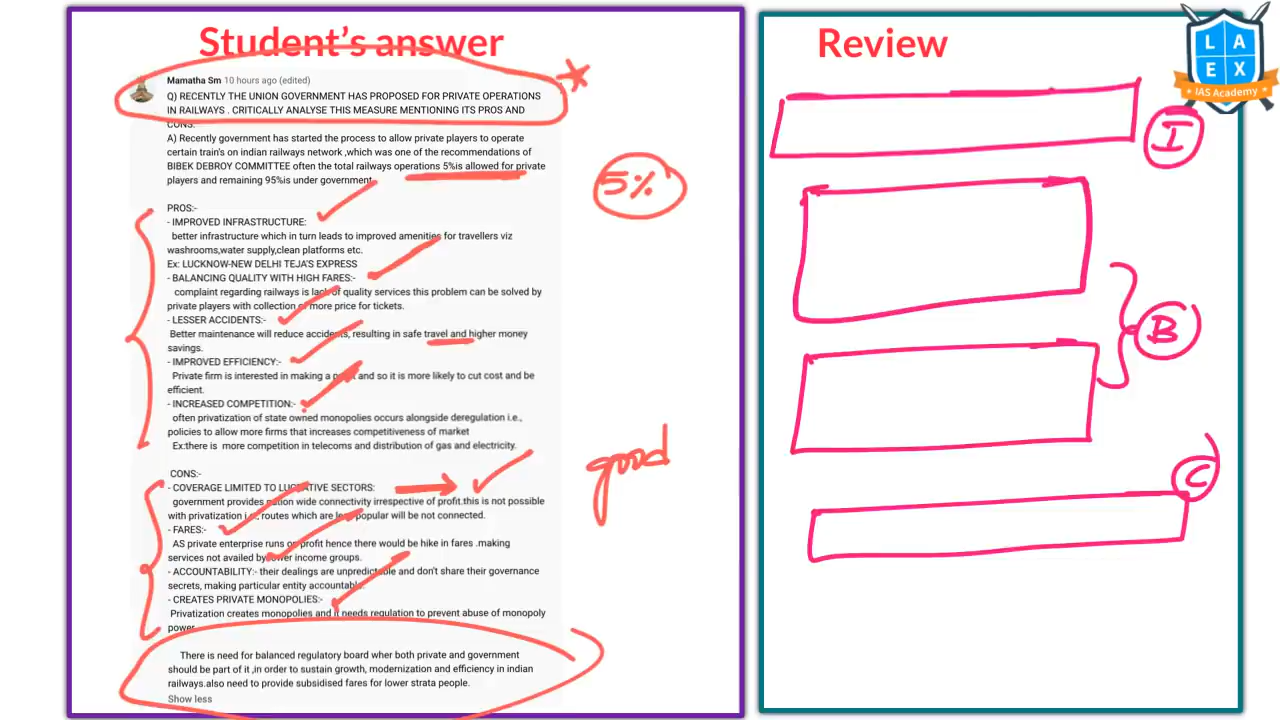 Student's answer
Mamatha Sm 10 hours ago (edited)
Q) RECENTLY THE UNION GOVERNMENT HAS PROPOSED FOR PRIVATE OPERATIONS
IN RAILWAYS . CRITICALLY ANALYSE THIS MEASURE MENTIONING ITS PROS AND
CONS:
A) Recently government has started the process to allow private players to operate
certain train's on indian railways network ,which was one of the recommendations of
BIBEK DEBROY COMMITTEE often the total railways operations 5%is allowed for private
players and remaining 95%is under government.
5%
PROS:-
- IMPROVED INFRASTRUCTURE:
better infrastructure which in turn leads to improved amenities for travellers viz
washrooms,water supply,clean platforms etc.
Ex: LUCKNOW-NEW DELHI TEJA'S EXPRESS
- BALANCING QUALITY WITH HIGH FARES:-
complaint regarding railways is lack of quality services this problem can be solved by
private players with collection of more price for tickets.
- LESSER ACCIDENTS:-
Better maintenance will reduce accidents, resulting in safe travel and higher money
savings.
- IMPROVED EFFICIENCY:-
Private firm is interested in making a profit and so it is more likely to cut cost and be
efficient.
- INCREASED COMPETITION:-
often privatization of state owned monopolies occurs alongside deregulation i.e.,
policies to allow more firms that increases competitiveness of market
Ex:there is more competition in telecoms and distribution of gas and electricity.
good
CONS:-
- COVERAGE LIMITED TO LUCRATIVE SECTORS:
government provides nation wide connectivity irrespective of profit.this is not possible
with privatization i.e., routes which are less popular will be not connected.
- FARES:-
AS private enterprise runs on profit hence there would be hike in fares .making
services not availed by lower income groups.
- ACCOUNTABILITY:- their dealings are unpredictable and don't share their governance
secrets, making particular entity accountable.
- CREATES PRIVATE MONOPOLIES:-
Privatization creates monopolies and it needs regulation to prevent abuse of monopoly
power
There is need for balanced regulatory board wher both private and government
should be part of it ,in order to sustain growth, modernization and efficiency in indian
railways.also need to provide subsidised fares for lower strata people.
Show less
Review
I
B
C
L A
E X
IAS Academy